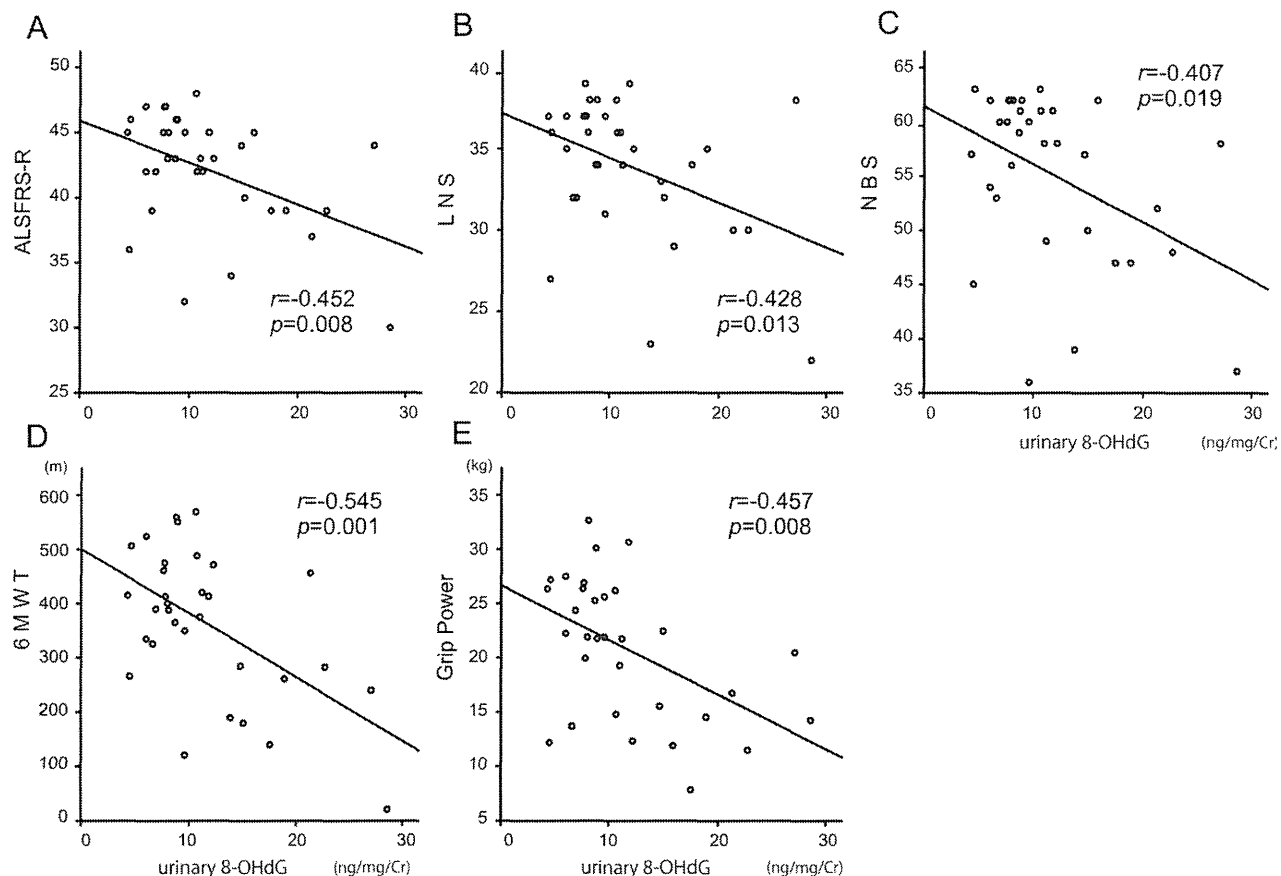 A
ALSFRS-R
50
45
40
35
30
25
0 10 20 30
r=-0.452
p=0.008
B
LNS
40
35
30
25
20
0 10 20 30
r=-0.428
p=0.013
C
NBS
65
60
55
50
45
40
35
0 10 20 30
r=-0.407
p=0.019
urinary 8-OHdG (ng/mg/Cr)
D
(m)
6MWT
600
500
400
300
200
100
0
0 10 20 30
r=-0.545
p=0.001
urinary 8-OHdG (ng/mg/Cr)
E
(kg)
Grip Power
35
30
25
20
15
10
5
0 10 20 30
r=-0.457
p=0.008
urinary 8-OHdG (ng/mg/Cr)